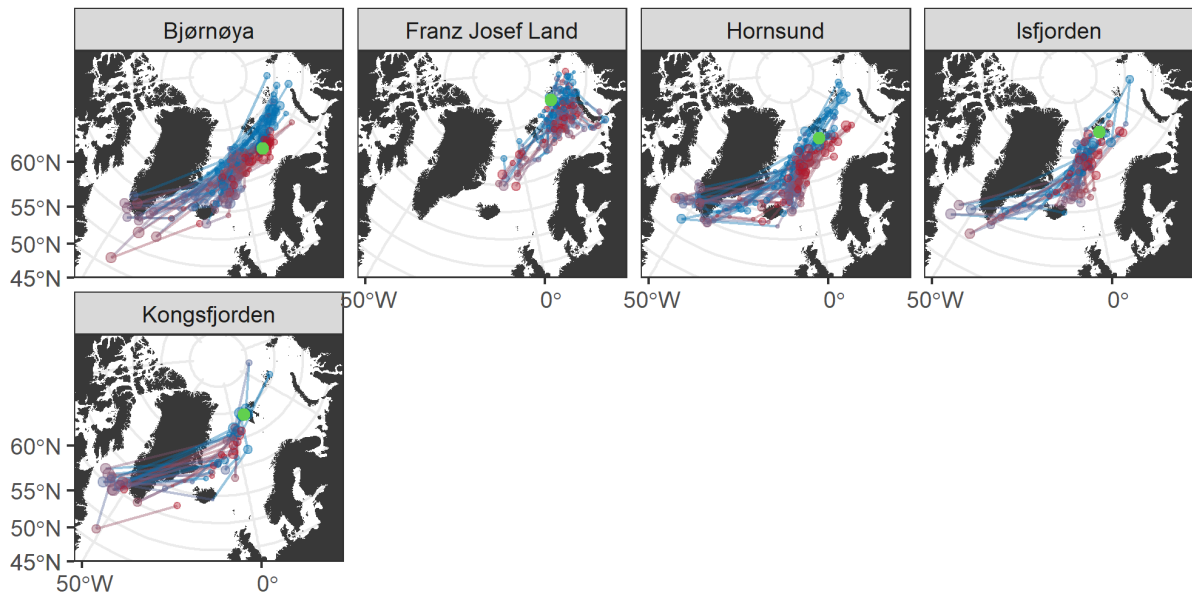 Bjørnøya
Franz Josef Land
Hornsund
Isfjorden
60°N
55°N
50°N
45°N
50°W 0° 50°W 0° 50°W 0°
Kongsfjorden
60°N
55°N
50°N
45°N
50°W 0°